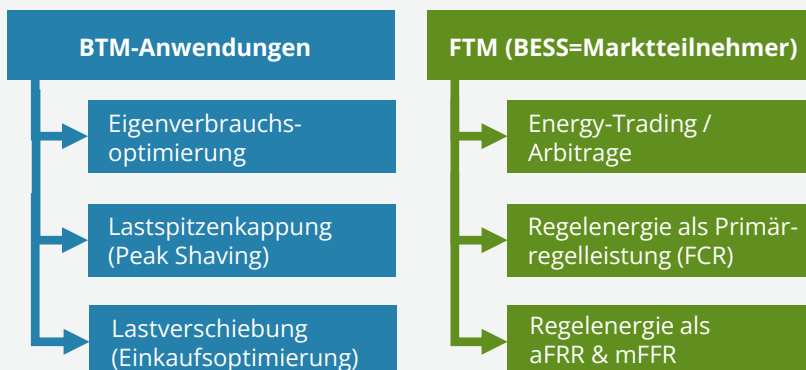 BTM-Anwendungen
Eigenverbrauchs-
optimierung
Lastspitzenkappung
(Peak Shaving)
Lastverschiebung
(Einkaufsoptimierung)
FTM (BESS=Marktteilnehmer)
Energy-Trading /
Arbitrage
Regelenergie als Primär-
regelleistung (FCR)
Regelenergie als
aFRR & mFFR